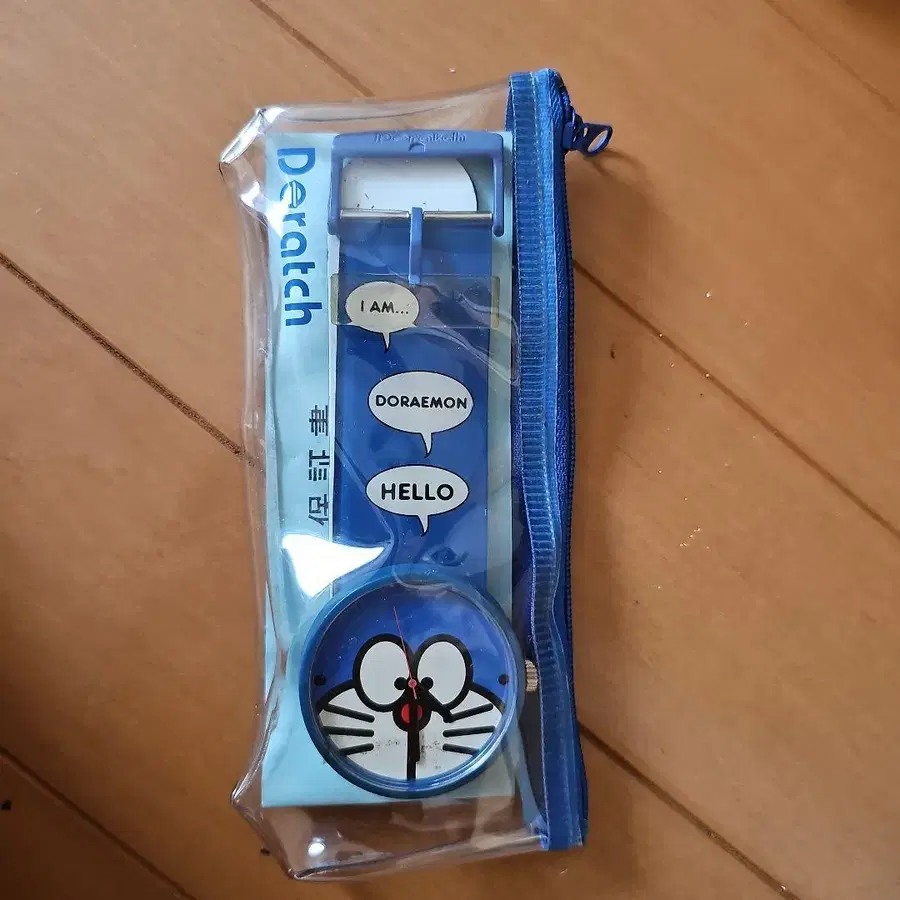 Deratch
I AM...
DORAEMON
HELLO